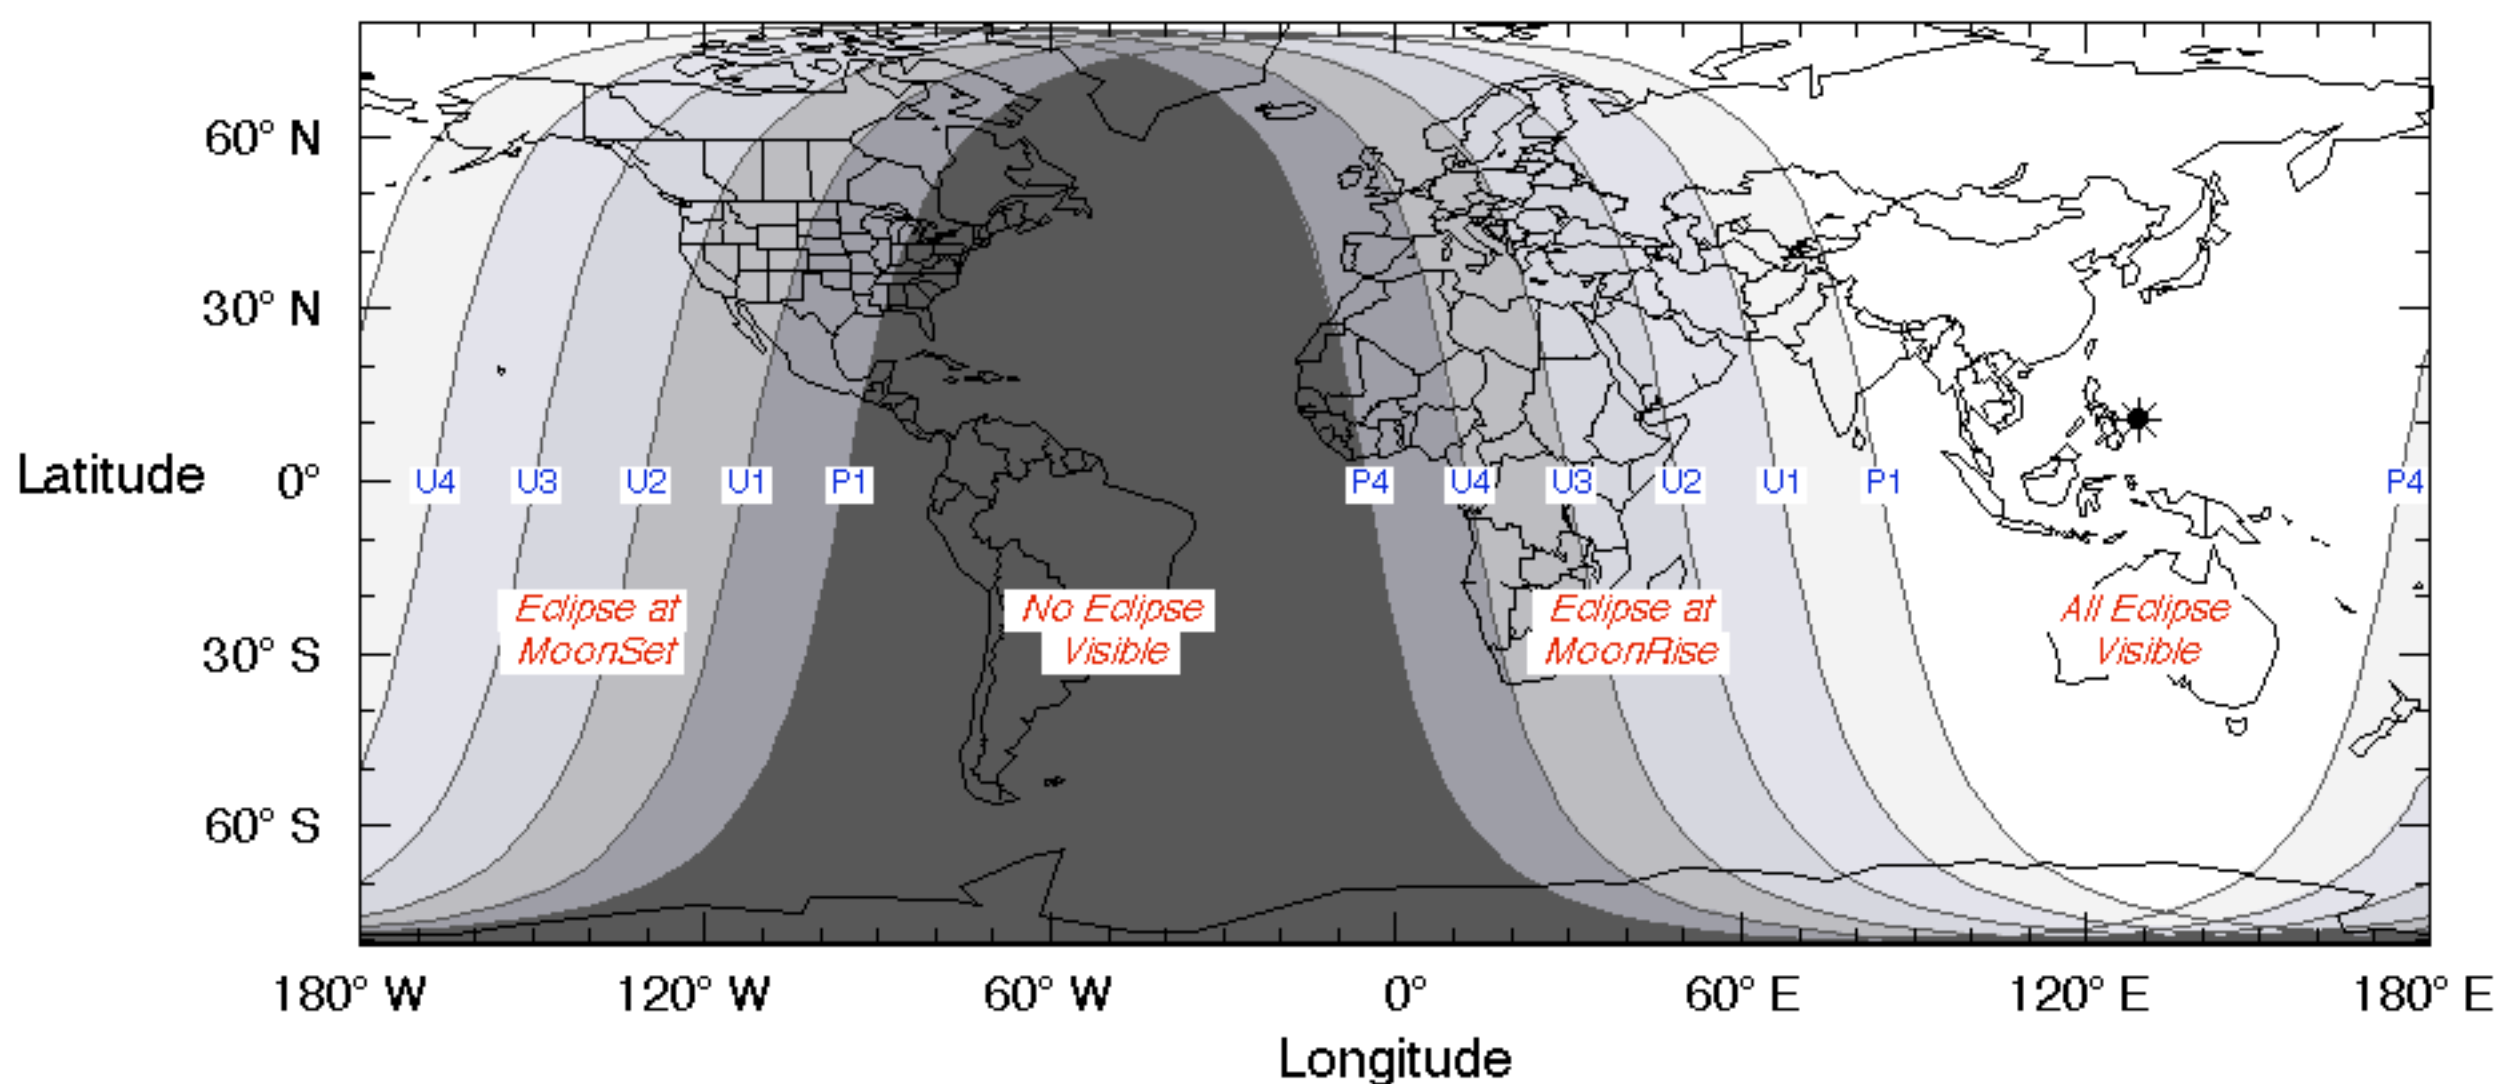 60° N
30° N
Latitude 0°
U4 U3 U2 U1 P1 P4 U4 U3 U2 U1 P1 P4
Eclipse at
MoonSet
No Eclipse
Visible
Eclipse at
MoonRise
All Eclipse
Visible
30° S
60° S
180° W 120° W 60° W 0° 60° E 120° E 180° E
Longitude